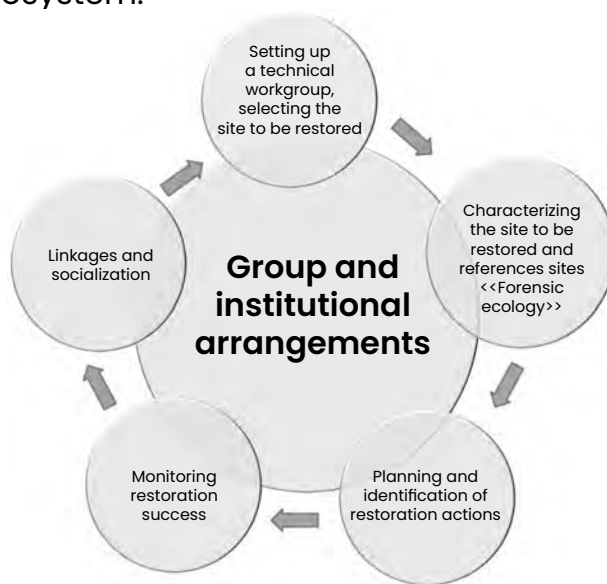 Setting up
a technical
workgroup,
selecting the
site to be restored
Characterizing
the site to be
restored and
references sites
<<Forensic
ecology>>
Linkages and
socialization
Group and
institutional
arrangements
Monitoring
restoration
success
Planning and
identification of
restoration actions